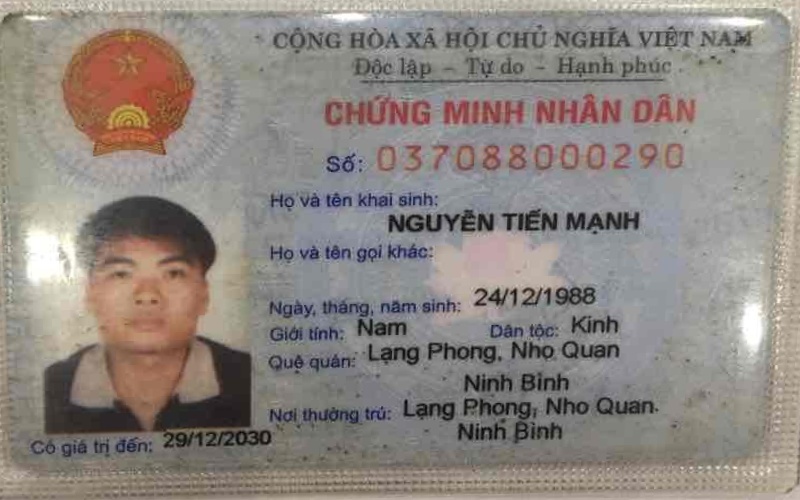 CỘNG HÒA XÃ HỘI CHỦ NGHĨA VIỆT NAM
Độc lập - Tự do - Hạnh phúc
CHỨNG MINH NHÂN DÂN
Số: 037088000290
Họ và tên khai sinh:
NGUYỄN TIẾN MẠNH
Họ và tên gọi khác:
Ngày, tháng, năm sinh: 24/12/1988
Giới tính: Nam Dân tộc: Kinh
Quê quán: Lạng Phong, Nho Quan
Ninh Bình
Nơi thường trú: Lạng Phong, Nho Quan
Ninh Bình
Có giá trị đến: 29/12/2030